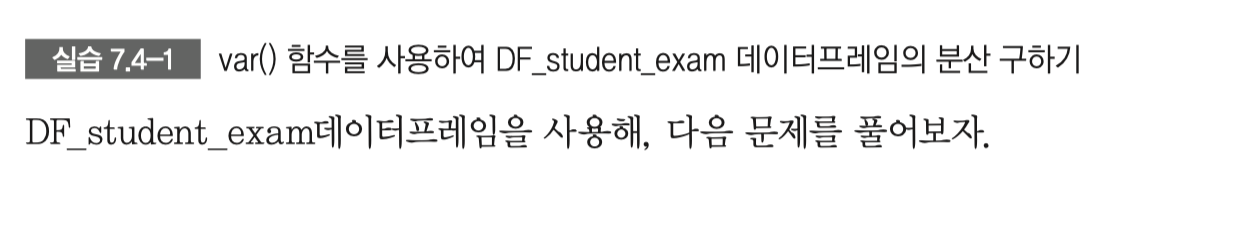 실습 7.4-1 var() 함수를 사용하여 DF_student_exam 데이터프레임의 분산 구하기
DF_student_exam데이터프레임을 사용해, 다음 문제를 풀어보자.